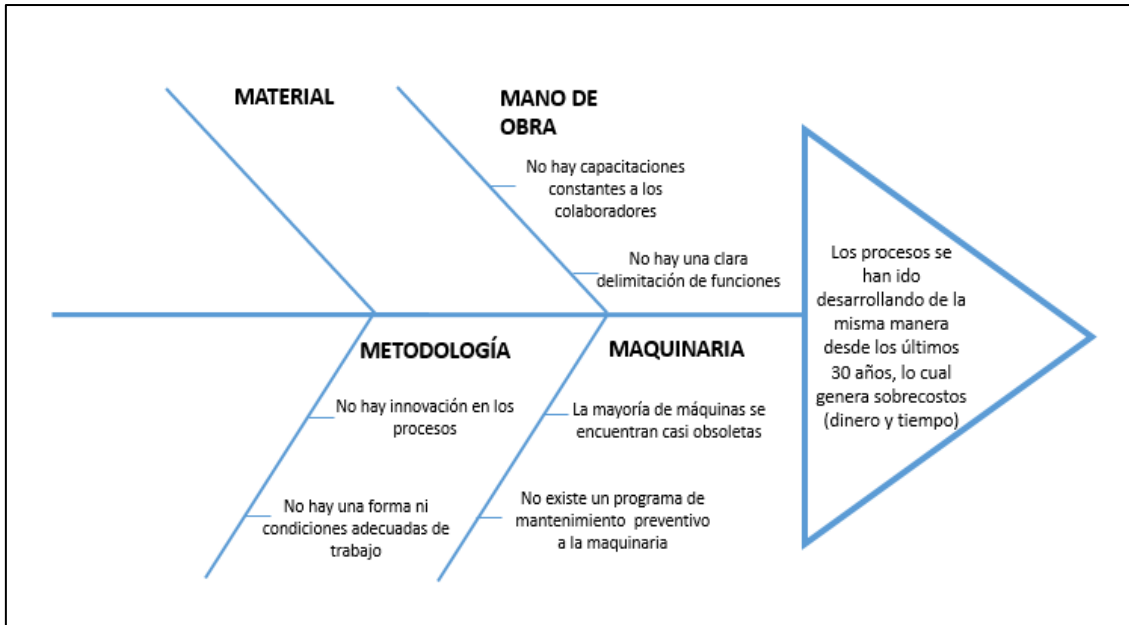 MATERIAL
MANO DE
OBRA
No hay capacitaciones
constantes a los
colaboradores
No hay una clara
delimitación de funciones
Los procesos se
han ido
desarrollando de la
misma manera
desde los últimos
30 años, lo cual
genera sobrecostos
(dinero y tiempo)
METODOLOGÍA
No hay innovación en los
procesos
No hay una forma ni
condiciones adecuadas de
trabajo
MAQUINARIA
La mayoría de máquinas se
encuentran casi obsoletas
No existe un programa de
mantenimiento preventivo
a la maquinaria